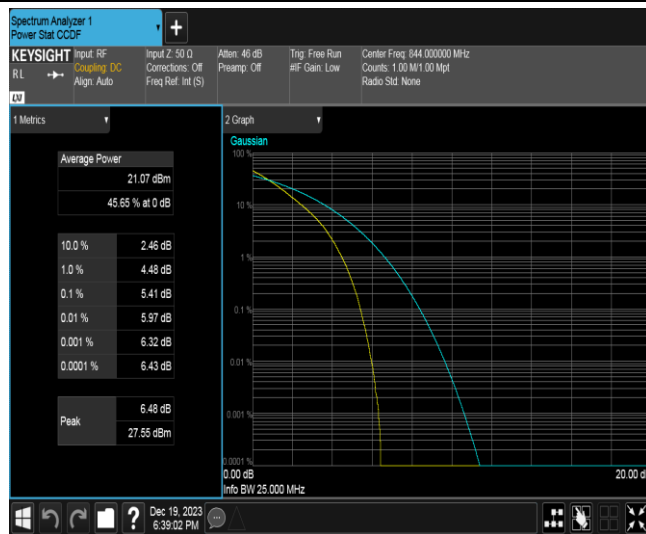 Spectrum Analyzer 1
Power Stat CCDF
+
KEYSIGHT
RL
LXI
Input: RF
Coupling: DC
Align: Auto
Input Z: 50 Ω
Corrections: Off
Freq Ref: Int (S)
Atten: 46 dB
Preamp: Off
Trig: Free Run
#IF Gain: Low
Center Freq: 844.000000 MHz
Counts: 1.00 M/1.00 Mpt
Radio Std: None
1 Metrics
Average Power
21.07 dBm
45.65 % at 0 dB
10.0 % 2.46 dB
1.0 % 4.48 dB
0.1 % 5.41 dB
0.01 % 5.97 dB
0.001 % 6.32 dB
0.0001 % 6.43 dB
Peak
6.48 dB
27.55 dBm
2 Graph
Gaussian
100 %
10 %
1 %
0.1 %
0.01 %
0.001 %
0.0001 %
0.00 dB
20.00 d
Info BW 25.000 MHz
?
Dec 19, 2023
6:39:02 PM